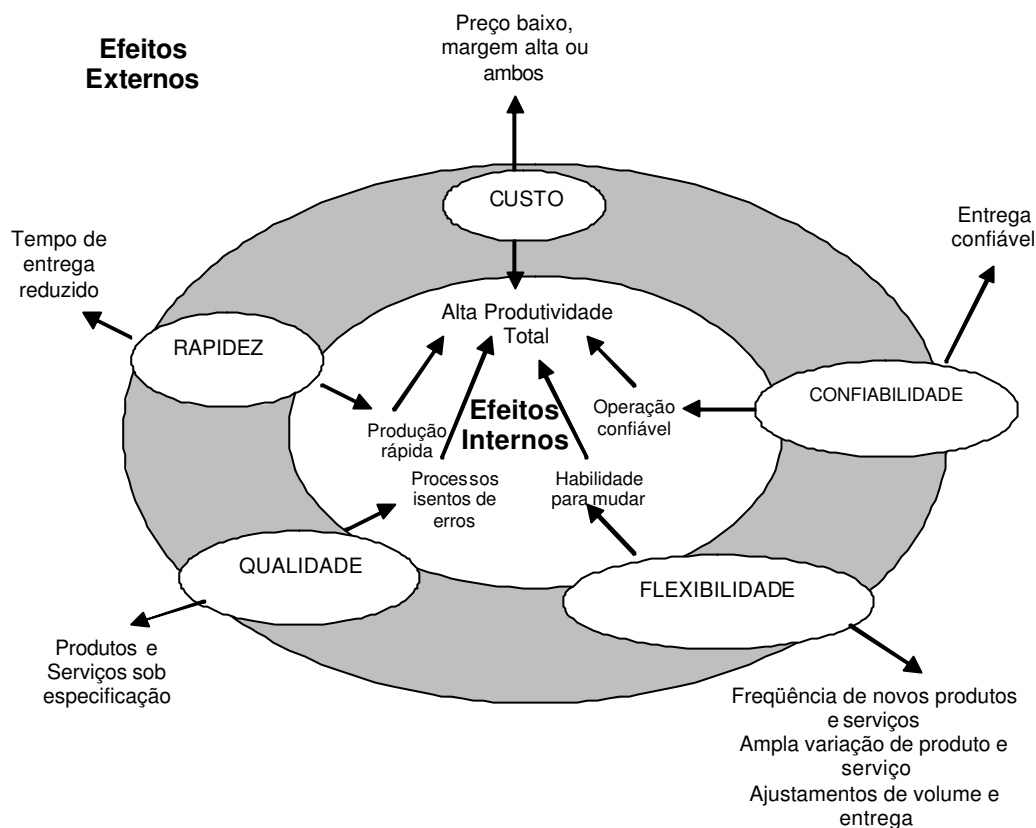 Efeitos
Externos
Preço baixo,
margem alta ou
ambos
CUSTO
Entrega
confiável
Tempo de
entrega
reduzido
Alta Produtividade
Total
RAPIDEZ
CONFIABILIDADE
Efeitos
Internos
Operação
confiável
Produção
rápida
Processos
isentos de
erros
Habilidade
para mudar
QUALIDADE
FLEXIBILIDADE
Produtos e
Serviços sob
especificação
Freqüência de novos produtos
e serviços
Ampla variação de produto e
serviço
Ajustamentos de volume e
entrega